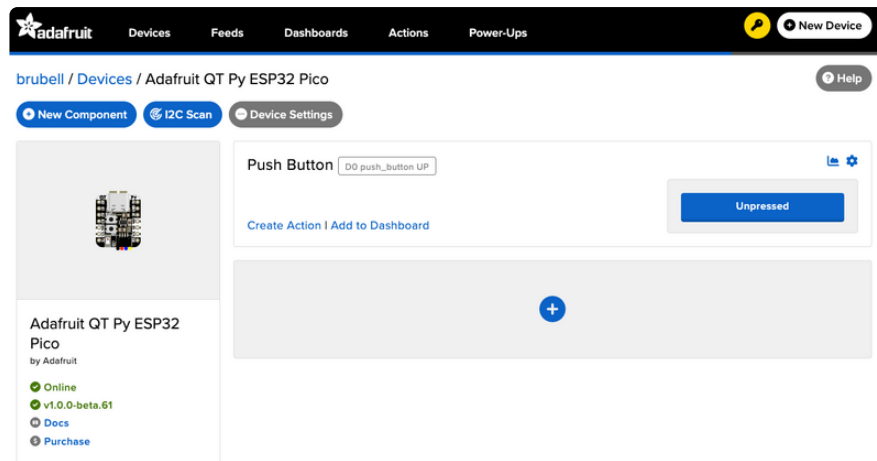 adafruit Devices Feeds Dashboards Actions Power-Ups New Device
brubell / Devices / Adafruit QT Py ESP32 Pico Help
New Component I2C Scan Device Settings
Push Button D0 push_button UP
Unpressed
Create Action | Add to Dashboard
Adafruit QT Py ESP32
Pico
by Adafruit
Online
v1.0.0-beta.61
Docs
Purchase